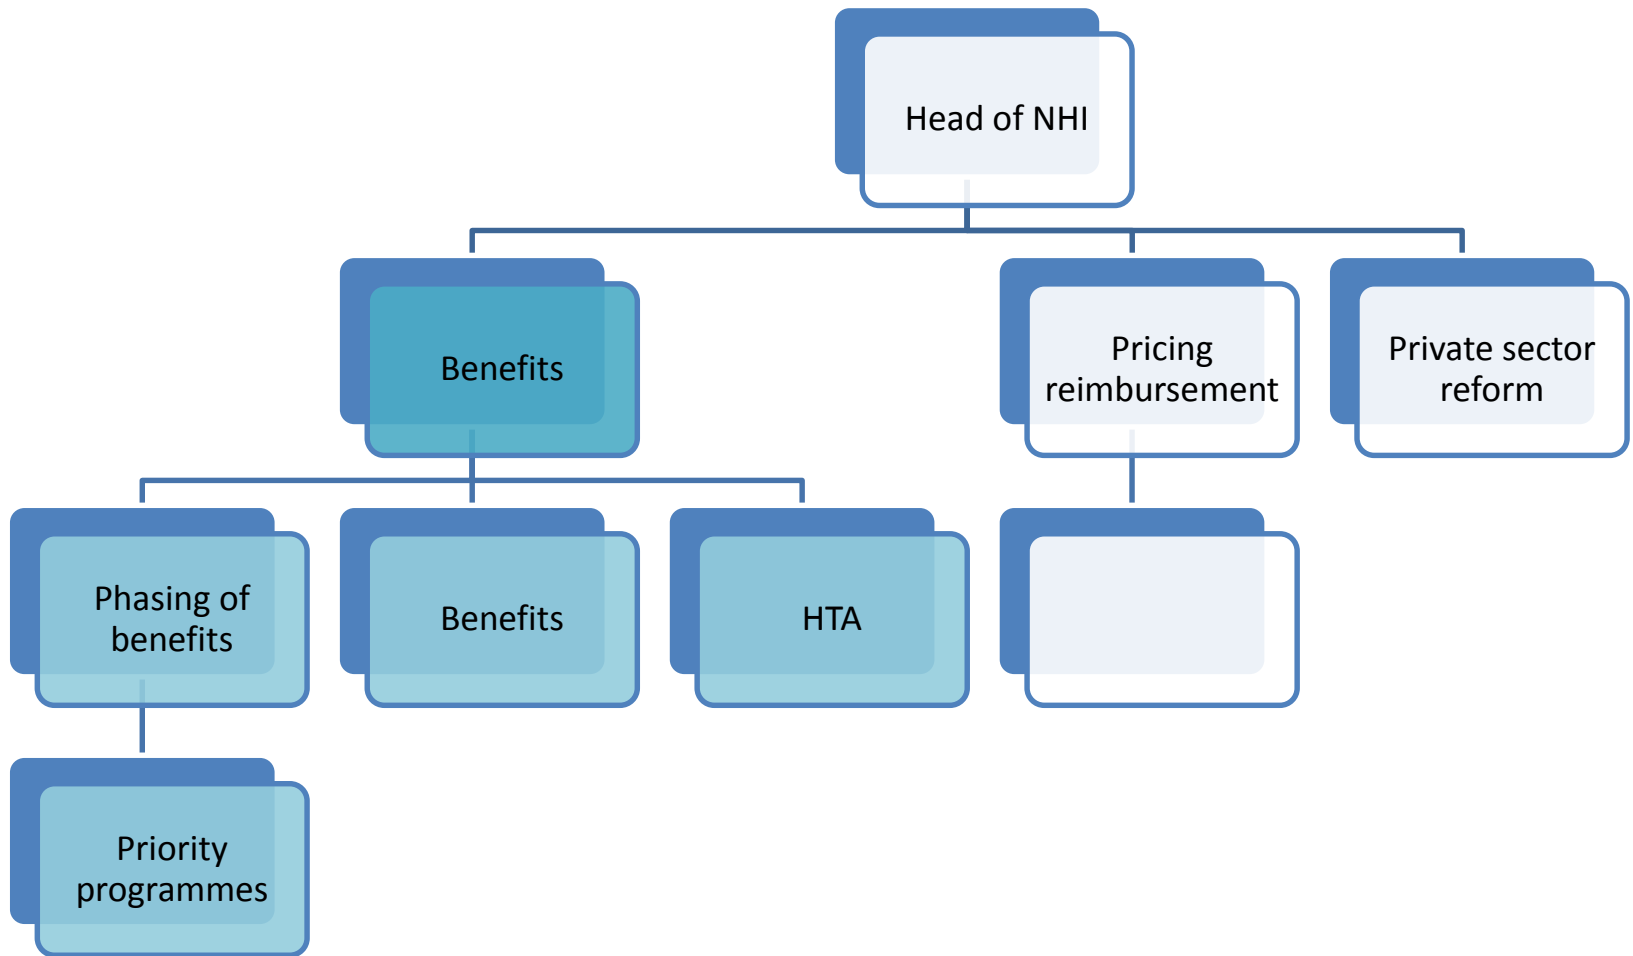 Head of NHI
Benefits
Pricing
reimbursement
Private sector
reform
Phasing of
benefits
Benefits
HTA
Priority
programmes